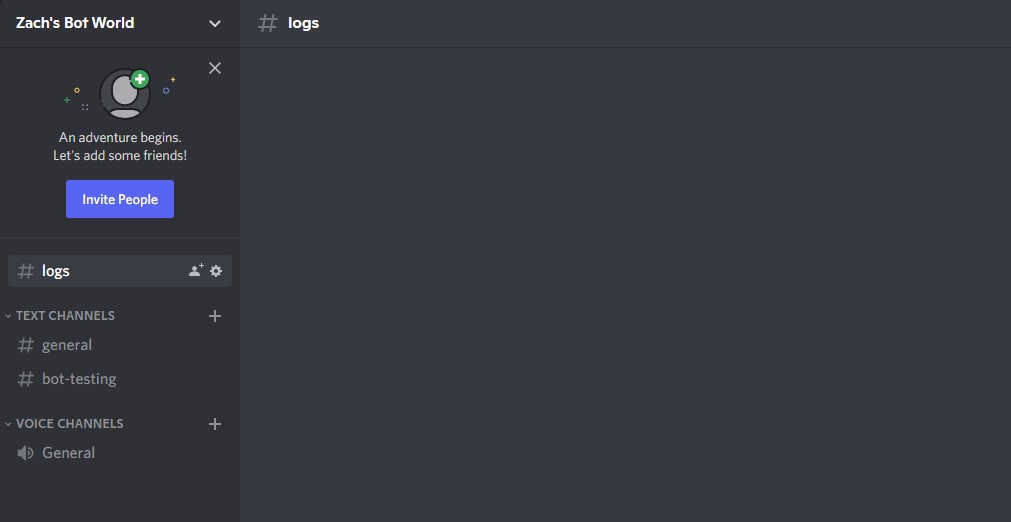 Zach's Bot World
# logs
An adventure begins.
Let's add some friends!
Invite People
# logs
TEXT CHANNELS
# general
# bot-testing
VOICE CHANNELS
General